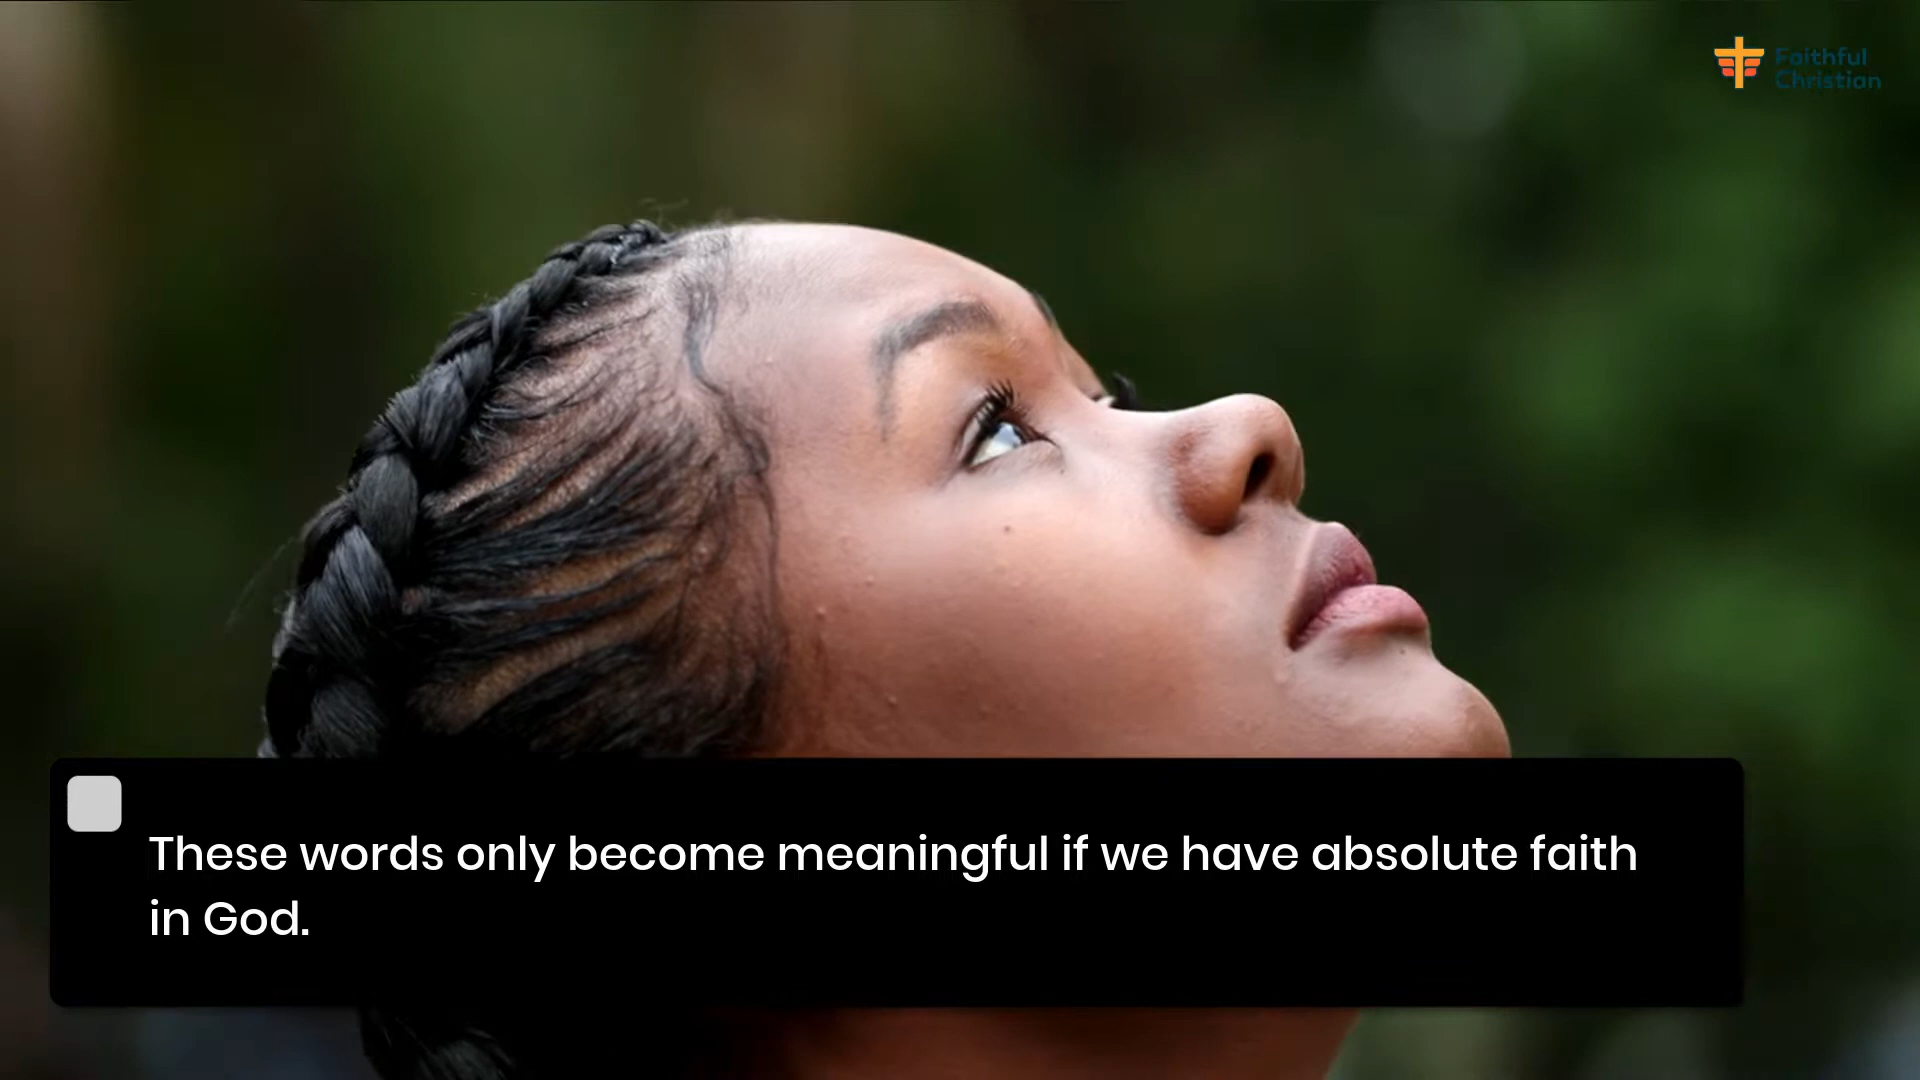 Faithful
Christian
These words only become meaningful if we have absolute faith
in God.